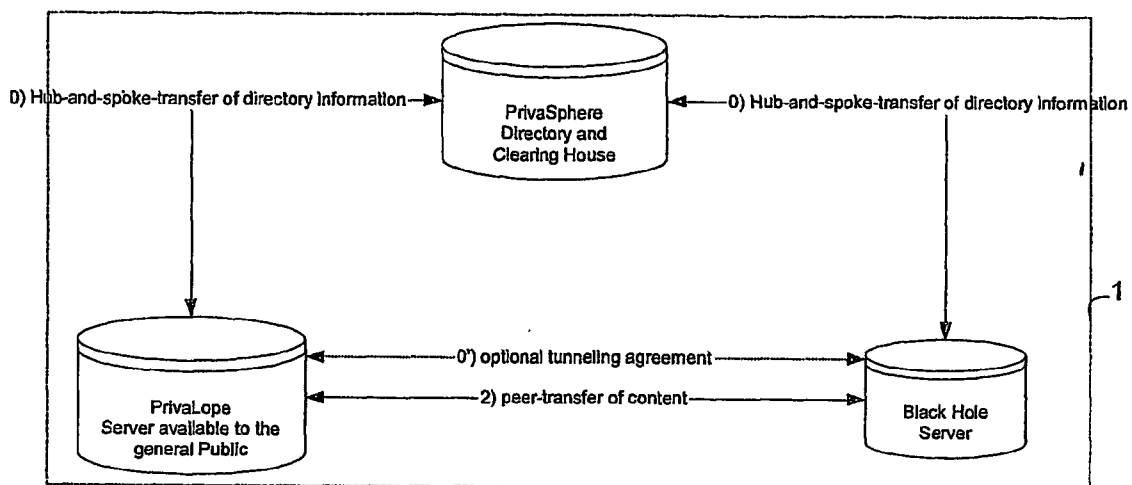 0) Hub-and-spoke-transfer of directory information
PrivaSphere
Directory and
Clearing House
0) Hub-and-spoke-transfer of directory information
1
0') optional tunneling agreement
2) peer-transfer of content
PrivaLope
Server available to the
general Public
Black Hole
Server